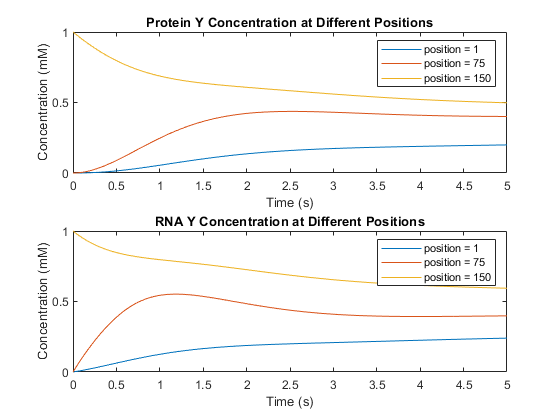 Protein Y Concentration at Different Positions
1
0.5
0
Concentration (mM)
position = 1
position = 75
position = 150
0 0.5 1 1.5 2 2.5 3 3.5 4 4.5 5
Time (s)
RNA Y Concentration at Different Positions
1
0.5
0
Concentration (mM)
position = 1
position = 75
position = 150
0 0.5 1 1.5 2 2.5 3 3.5 4 4.5 5
Time (s)